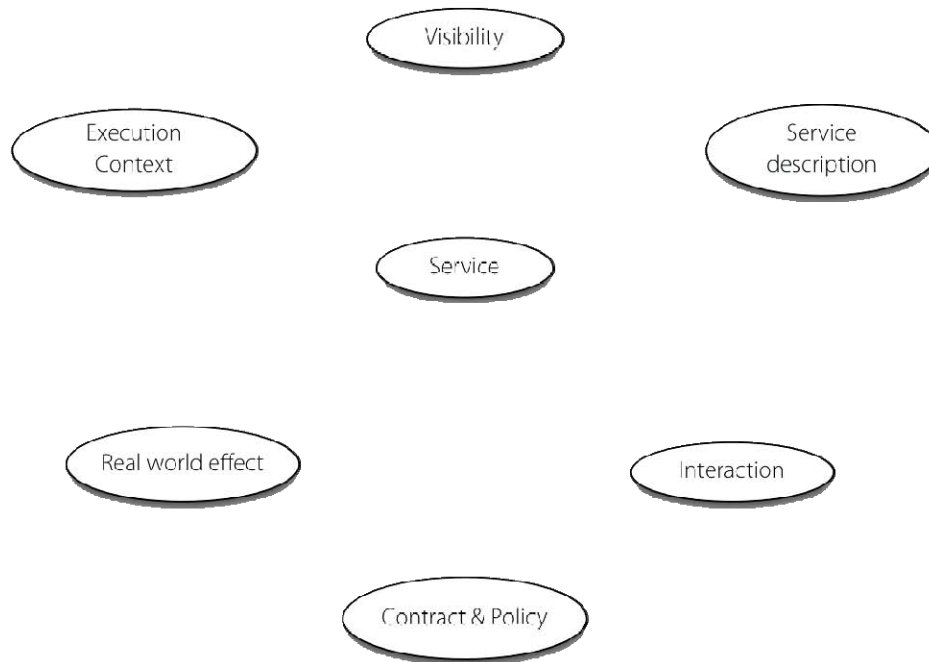 Visibility
Execution
Context
Service
description
Service
Real world effect
Interaction
Contract & Policy